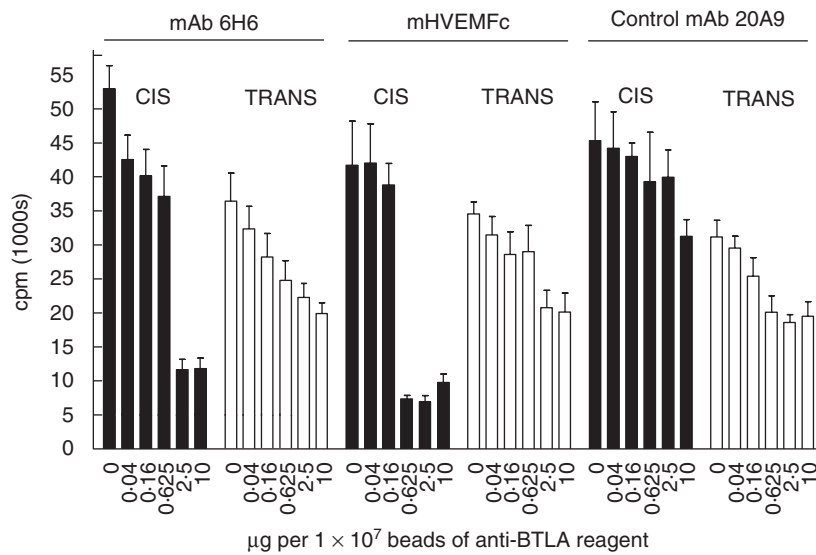 mAb 6H6 mHVEMFc Control mAb 20A9
CIS TRANS CIS TRANS CIS TRANS
cpm (1000s)
55
50
45
40
35
30
25
20
15
10
5
0
0 0·04 0·16 0·625 2·5 10 0 0·04 0·16 0·625 2·5 10 0 0·04 0·16 0·625 2·5 10 0 0·04 0·16 0·625 2·5 10 0 0·04 0·16 0·625 2·5 10 0 0·04 0·16 0·625 2·5 10
μg per 1 × 10⁷ beads of anti-BTLA reagent